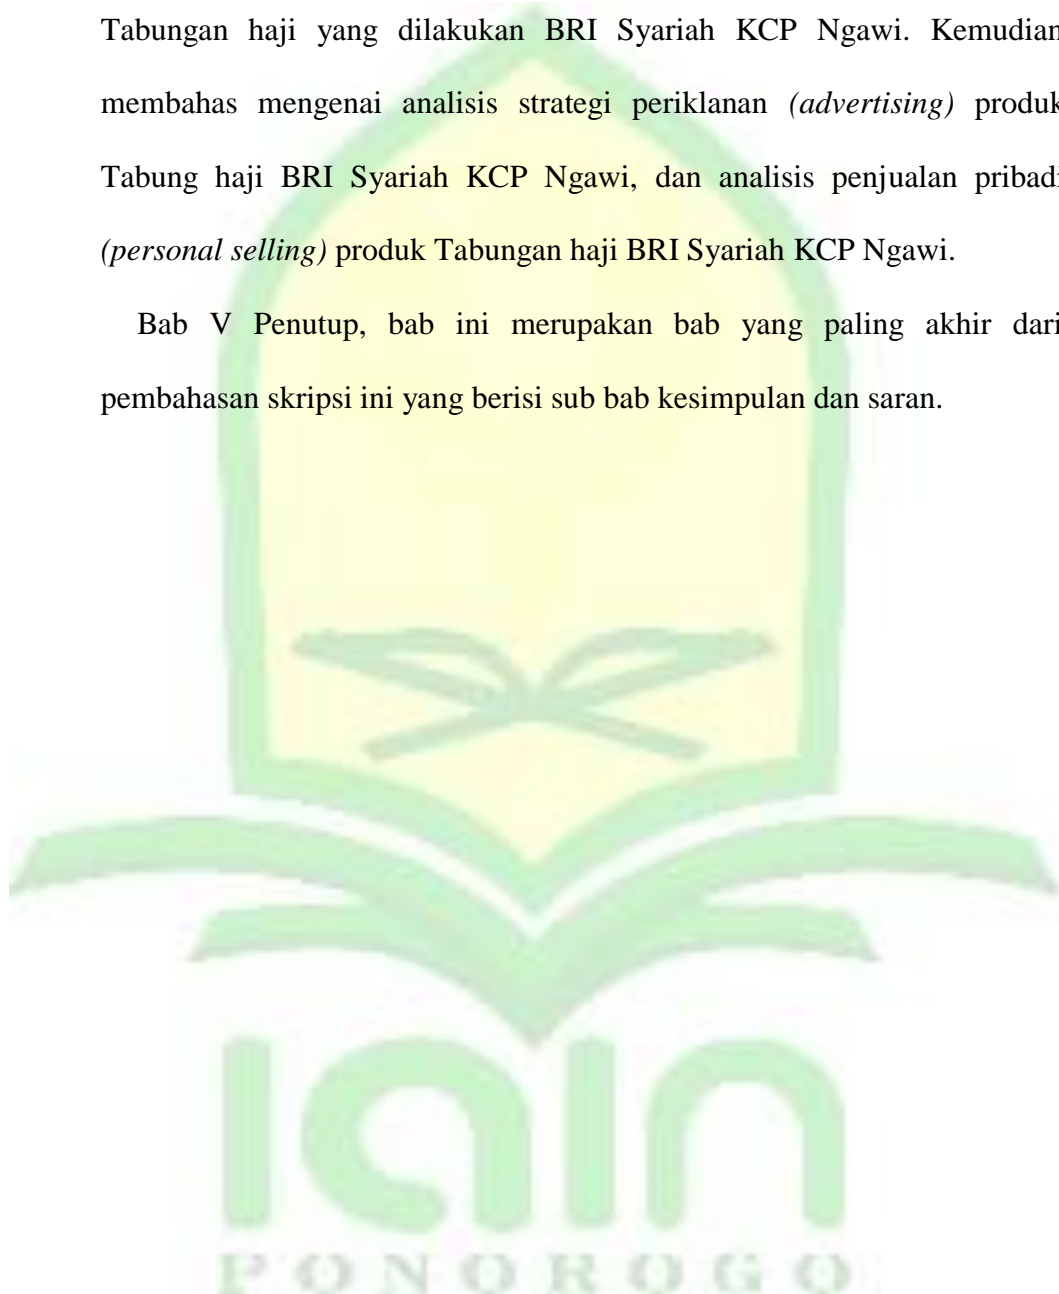 Tabungan haji yang dilakukan BRI Syariah KCP Ngawi. Kemudian
membahas mengenai analisis strategi periklanan (advertising) produk
Tabung haji BRI Syariah KCP Ngawi, dan analisis penjualan pribadi
(personal selling) produk Tabungan haji BRI Syariah KCP Ngawi.
Bab V Penutup, bab ini merupakan bab yang paling akhir dari
pembahasan skripsi ini yang berisi sub bab kesimpulan dan saran.
iain
PONOROGO